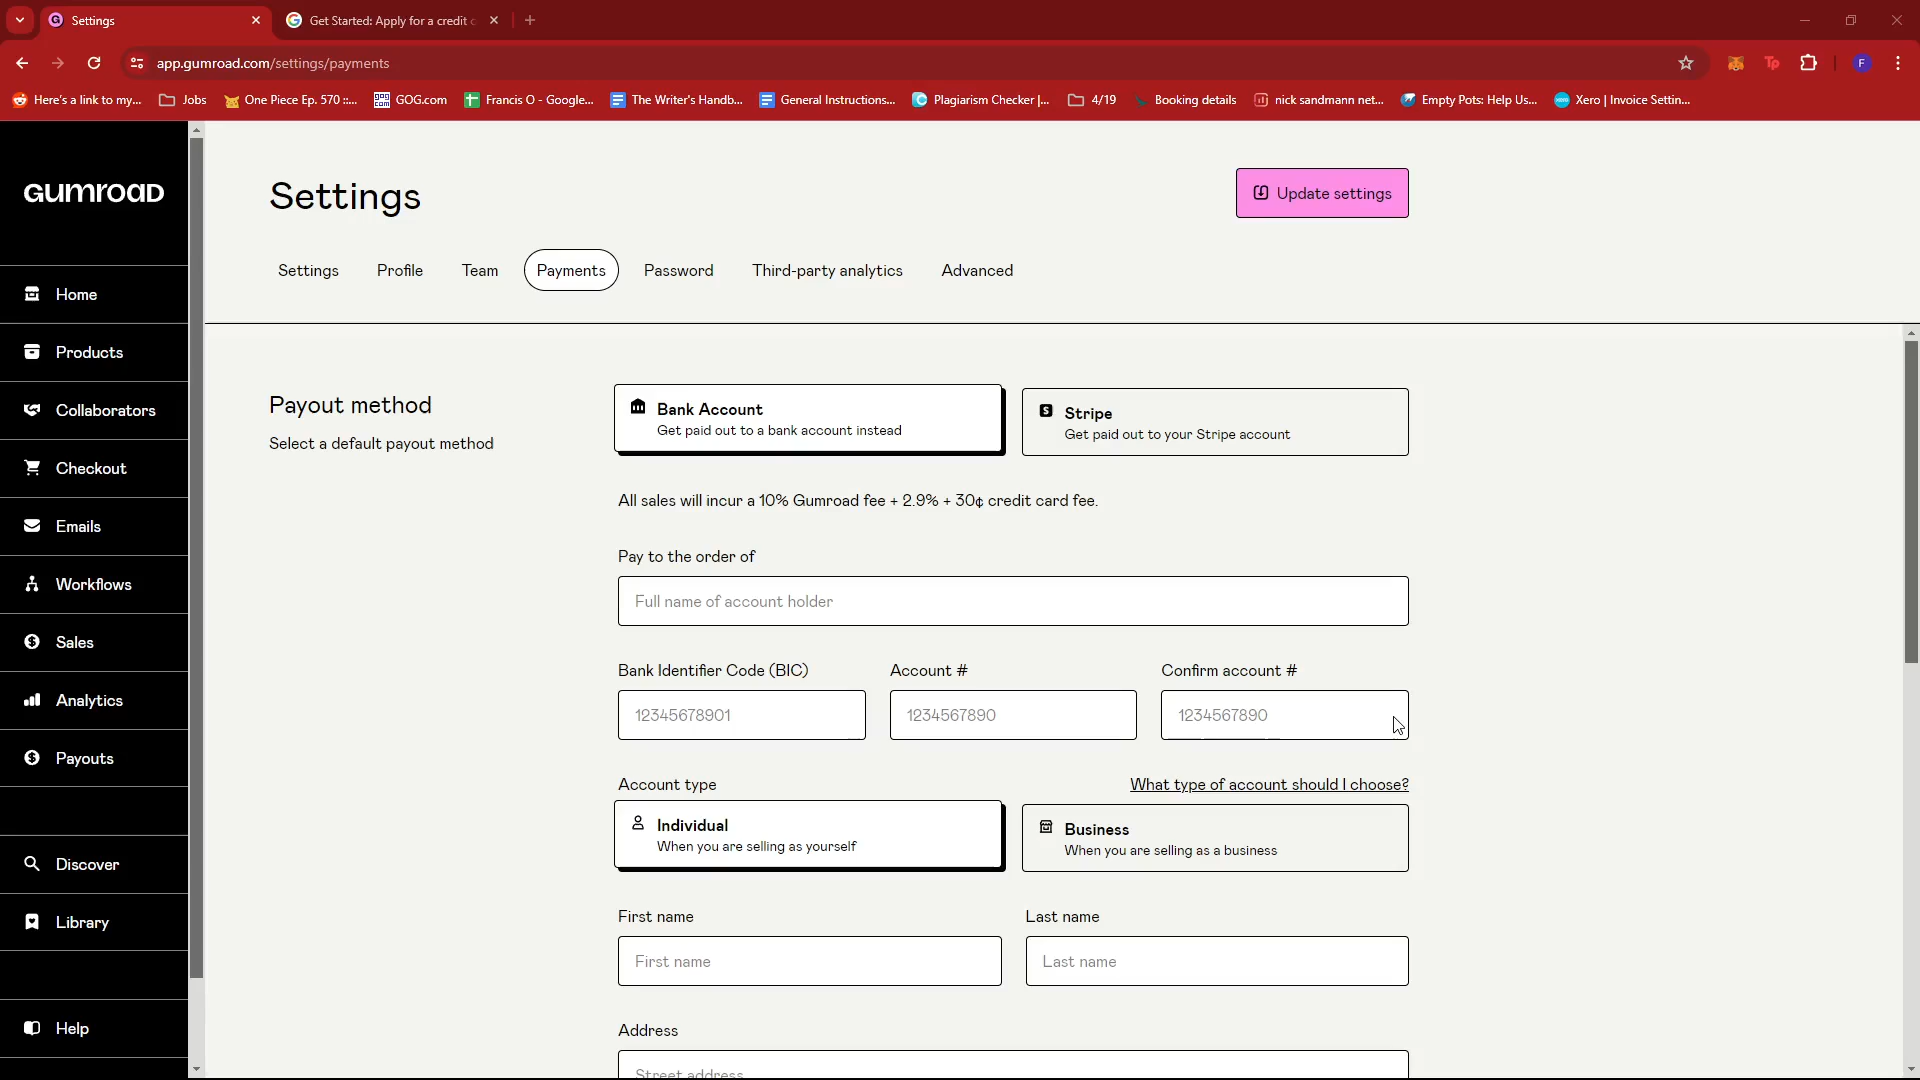 Settings
Get Started: Apply for a credit c
app.gumroad.com/settings/payments
F
Here's a link to my...
Jobs
One Piece Ep. 570 ::...
GOG.com
Francis O - Google...
The Writer's Handb...
General Instructions...
Plagiarism Checker |...
4/19
Booking details
nick sandmann net...
Empty Pots: Help Us...
Xero | Invoice Settin...
GUMROAD
Home
Products
Collaborators
Checkout
Emails
Workflows
Sales
Analytics
Payouts
Discover
Library
Help
Settings
Update settings
Settings
Profile
Team
Payments
Password
Third-party analytics
Advanced
Payout method
Select a default payout method
Bank Account
Get paid out to a bank account instead
Stripe
Get paid out to your Stripe account
All sales will incur a 10% Gumroad fee + 2.9% + 30¢ credit card fee.
Pay to the order of
Full name of account holder
Bank Identifier Code (BIC)
Account #
Confirm account #
12345678901
1234567890
1234567890
Account type
What type of account should I choose?
Individual
When you are selling as yourself
Business
When you are selling as a business
First name
Last name
First name
Last name
Address
Street address